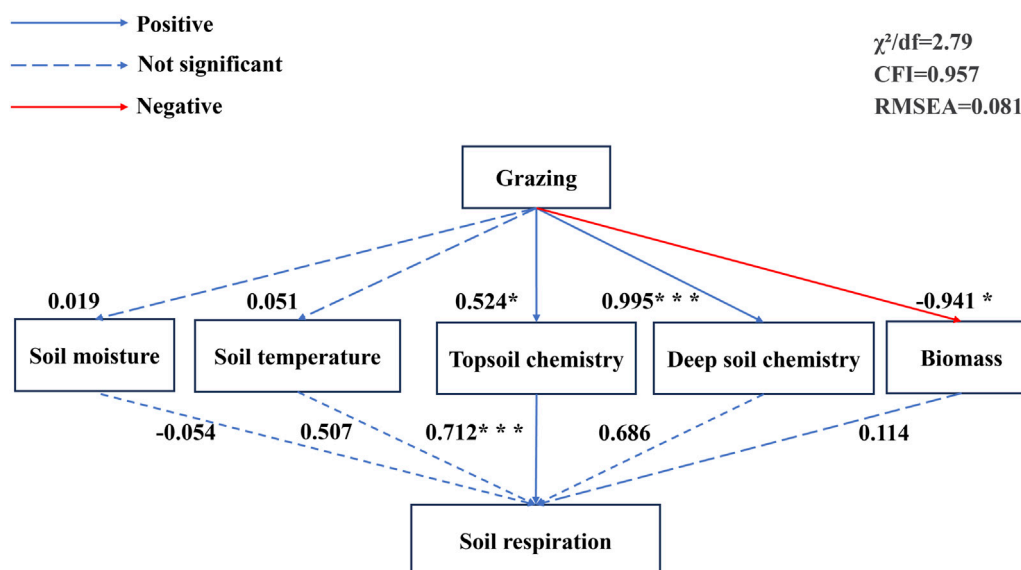 Positive
Not significant
Negative
χ²/df=2.79
CFI=0.957
RMSEA=0.081
Grazing
0.019 0.051 0.524* 0.995*** -0.941 *
Soil moisture Soil temperature Topsoil chemistry Deep soil chemistry Biomass
-0.054 0.507 0.712*** 0.686 0.114
Soil respiration